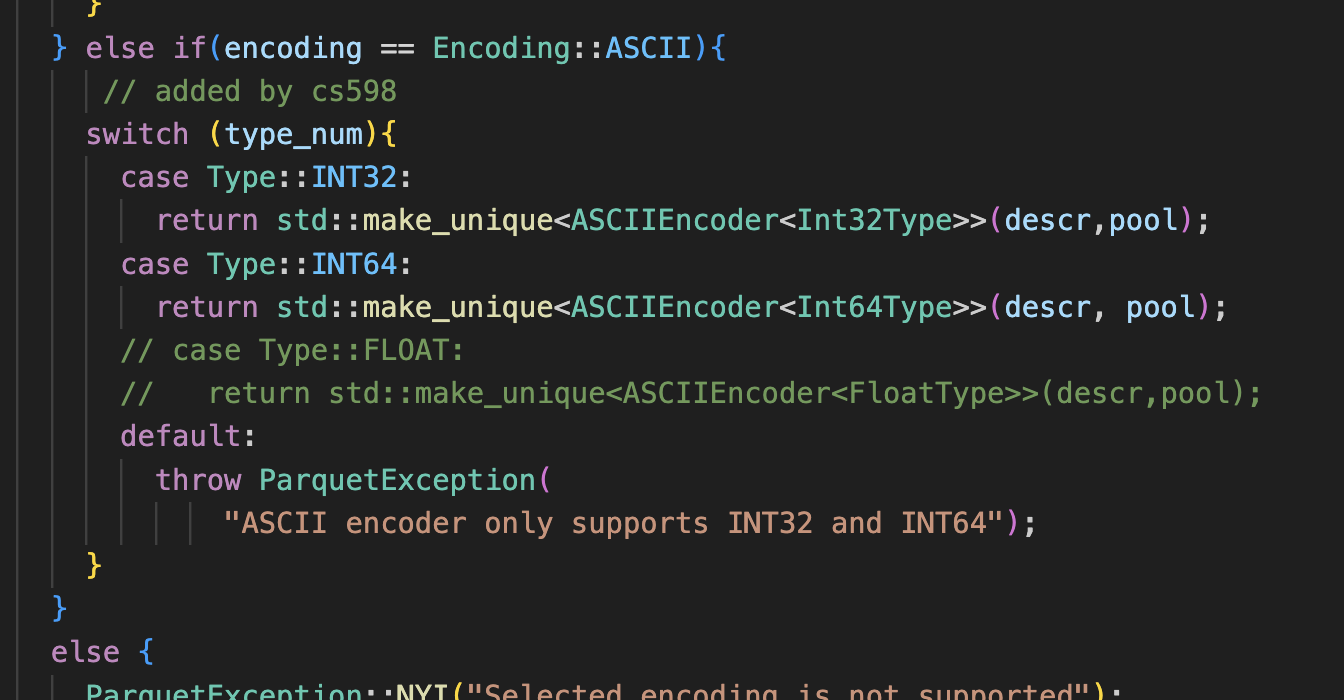 }
} else if(encoding == Encoding::ASCII){
// added by cs598
switch (type_num){
case Type::INT32:
return std::make_unique<ASCIIEncoder<Int32Type>>(descr,pool);
case Type::INT64:
return std::make_unique<ASCIIEncoder<Int64Type>>(descr, pool);
// case Type::FLOAT:
//   return std::make_unique<ASCIIEncoder<FloatType>>(descr,pool);
default:
throw ParquetException(
"ASCII encoder only supports INT32 and INT64");
}
}
else {
ParquetException::NYI("Selected encoding is not supported");